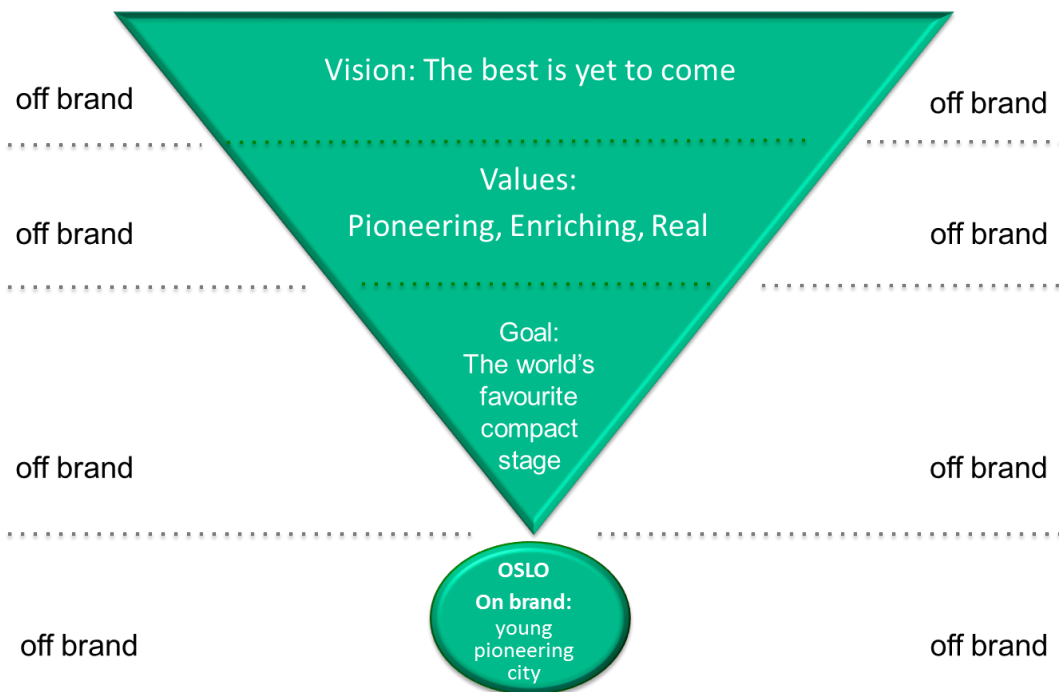 Vision: The best is yet to come
off brand
off brand
Values:
Pioneering, Enriching, Real
off brand
off brand
Goal:
The world’s
favourite
compact
stage
off brand
off brand
OSLO
On brand:
young
pioneering
city
off brand
off brand